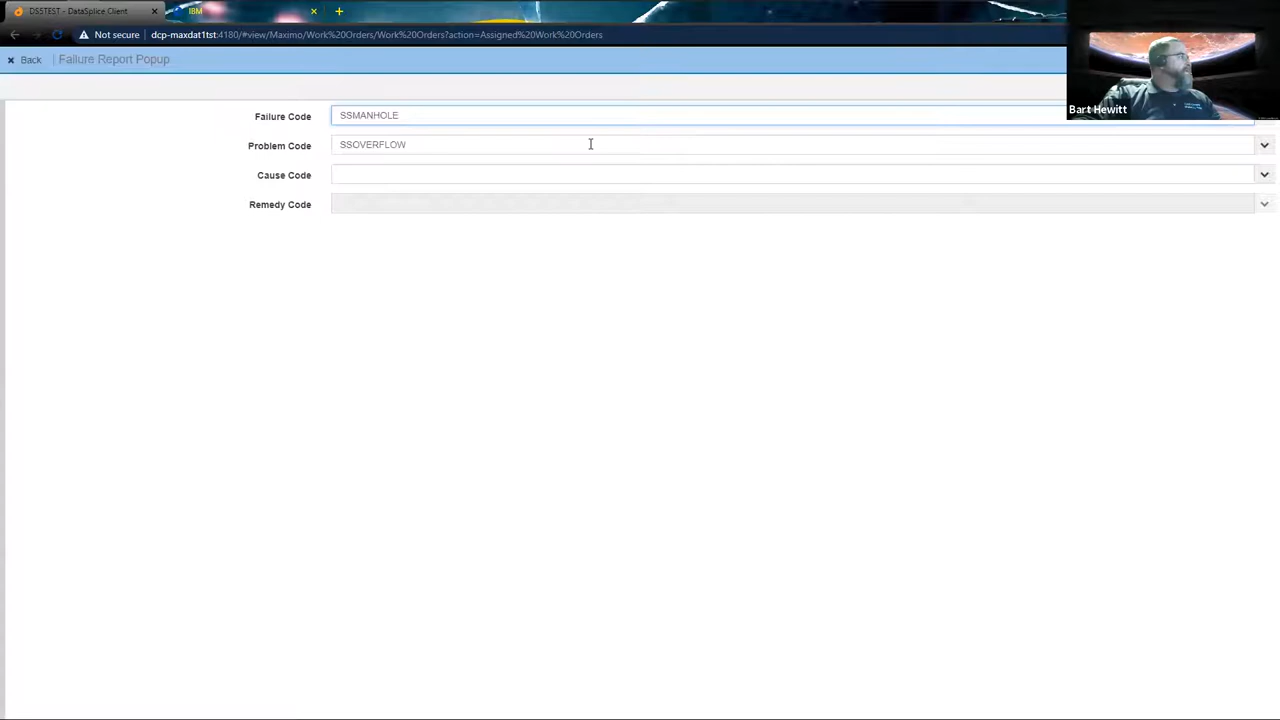 DSSTEST - DataSplice Client
IBM
Not secure dcp-maxdat1tst:4180/#view/Maximo/Work%20Orders/Work%20Orders?action=Assigned%20Work%20Orders
Back Failure Report Popup
Bart Hewitt
Failure Code SSMANHOLE
Problem Code SSOVERFLOW
Cause Code
Remedy Code